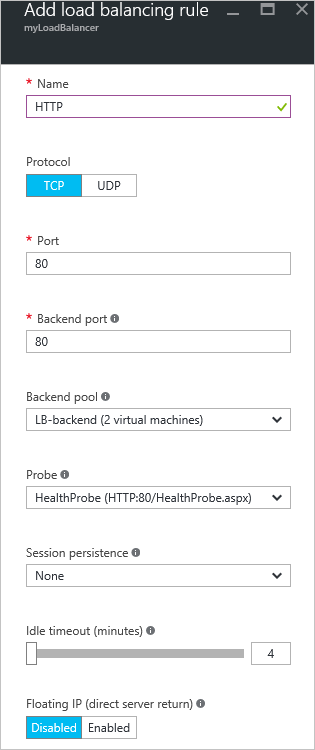 Add load balancing rule
myLoadBalancer
* Name
HTTP
Protocol
TCP UDP
* Port
80
* Backend port
80
Backend pool
LB-backend (2 virtual machines)
Probe
HealthProbe (HTTP:80/HealthProbe.aspx)
Session persistence
None
Idle timeout (minutes)
4
Floating IP (direct server return)
Disabled Enabled